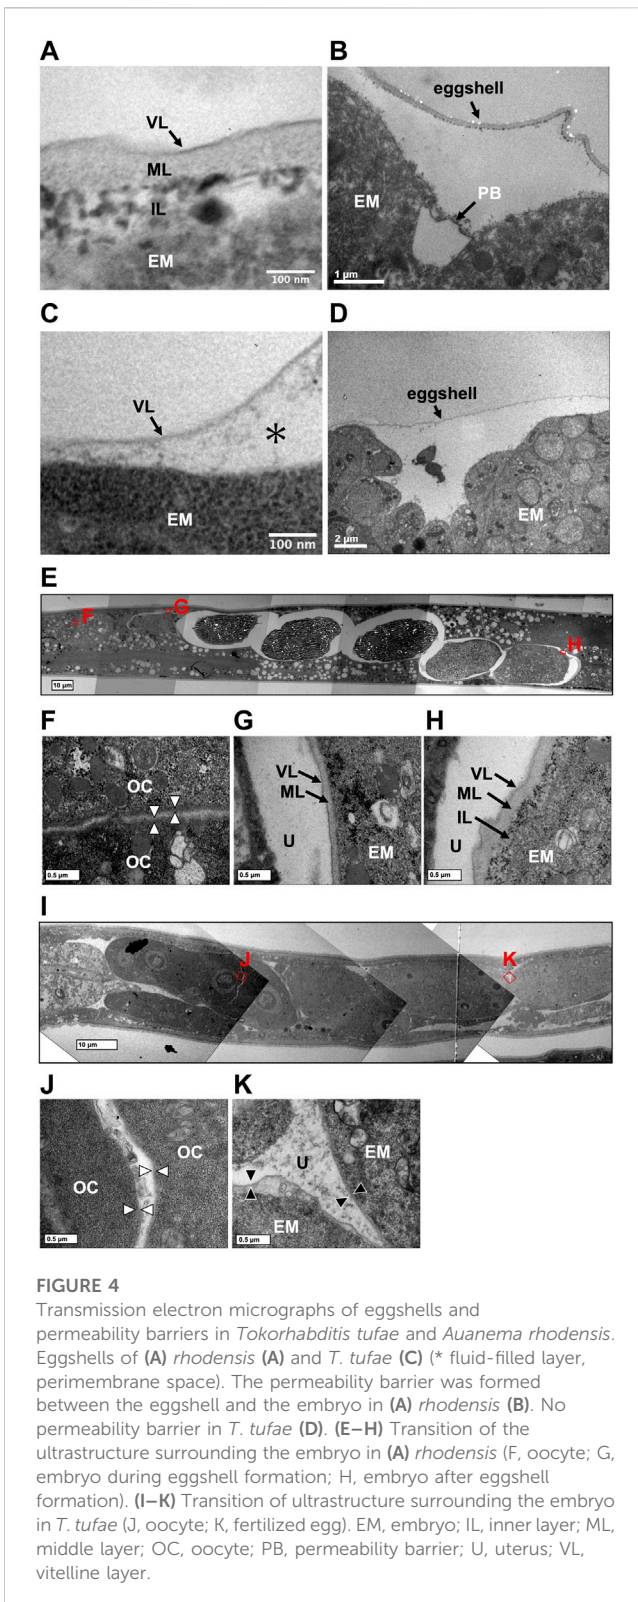 A
VL
ML
IL
EM
100 nm
B
eggshell
EM
PB
1 µm
C
VL
*
EM
100 nm
D
eggshell
EM
2 µm
E
F
G
H
10 µm
F
OC
OC
0.5 µm
G
VL
ML
U
EM
0.5 µm
H
VL
ML
IL
U
EM
0.5 µm
I
J
K
10 µm
J
OC
OC
0.5 µm
K
U
EM
EM
0.5 µm
FIGURE 4
Transmission electron micrographs of eggshells and
permeability barriers in Tokorhabditis tufae and Auanema rhodensis.
Eggshells of (A) rhodensis (A) and T. tufae (C) (* fluid-filled layer,
perimembrane space). The permeability barrier was formed
between the eggshell and the embryo in (A) rhodensis (B). No
permeability barrier in T. tufae (D). (E–H) Transition of the
ultrastructure surrounding the embryo in (A) rhodensis (F, oocyte; G,
embryo during eggshell formation; H, embryo after eggshell
formation). (I–K) Transition of ultrastructure surrounding the embryo
in T. tufae (J, oocyte; K, fertilized egg). EM, embryo; IL, inner layer; ML,
middle layer; OC, oocyte; PB, permeability barrier; U, uterus; VL,
vitelline layer.